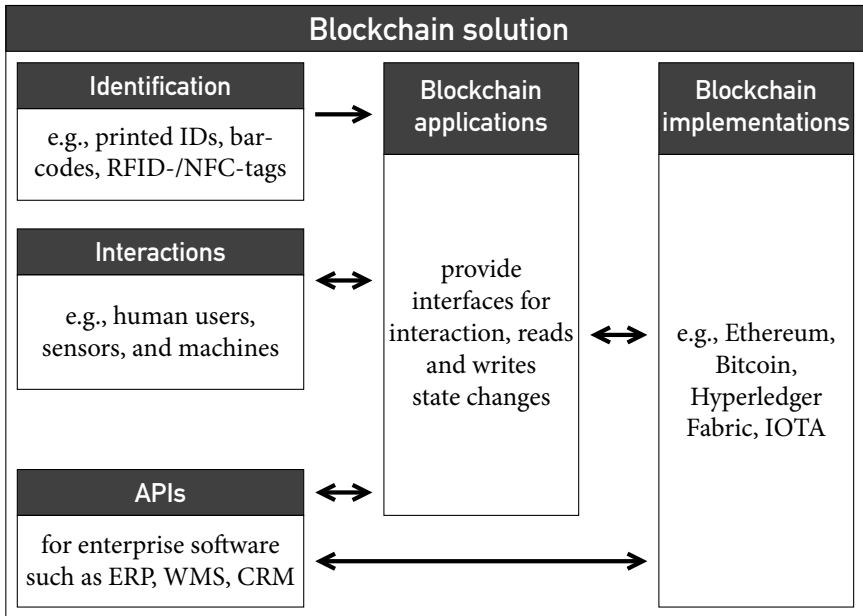 Blockchain solution
Identification
e.g., printed IDs, bar-
codes, RFID-/NFC-tags
Interactions
e.g., human users,
sensors, and machines
APIs
for enterprise software
such as ERP, WMS, CRM
Blockchain
applications
provide
interfaces for
interaction, reads
and writes
state changes
Blockchain
implementations
e.g., Ethereum,
Bitcoin,
Hyperledger
Fabric, IOTA